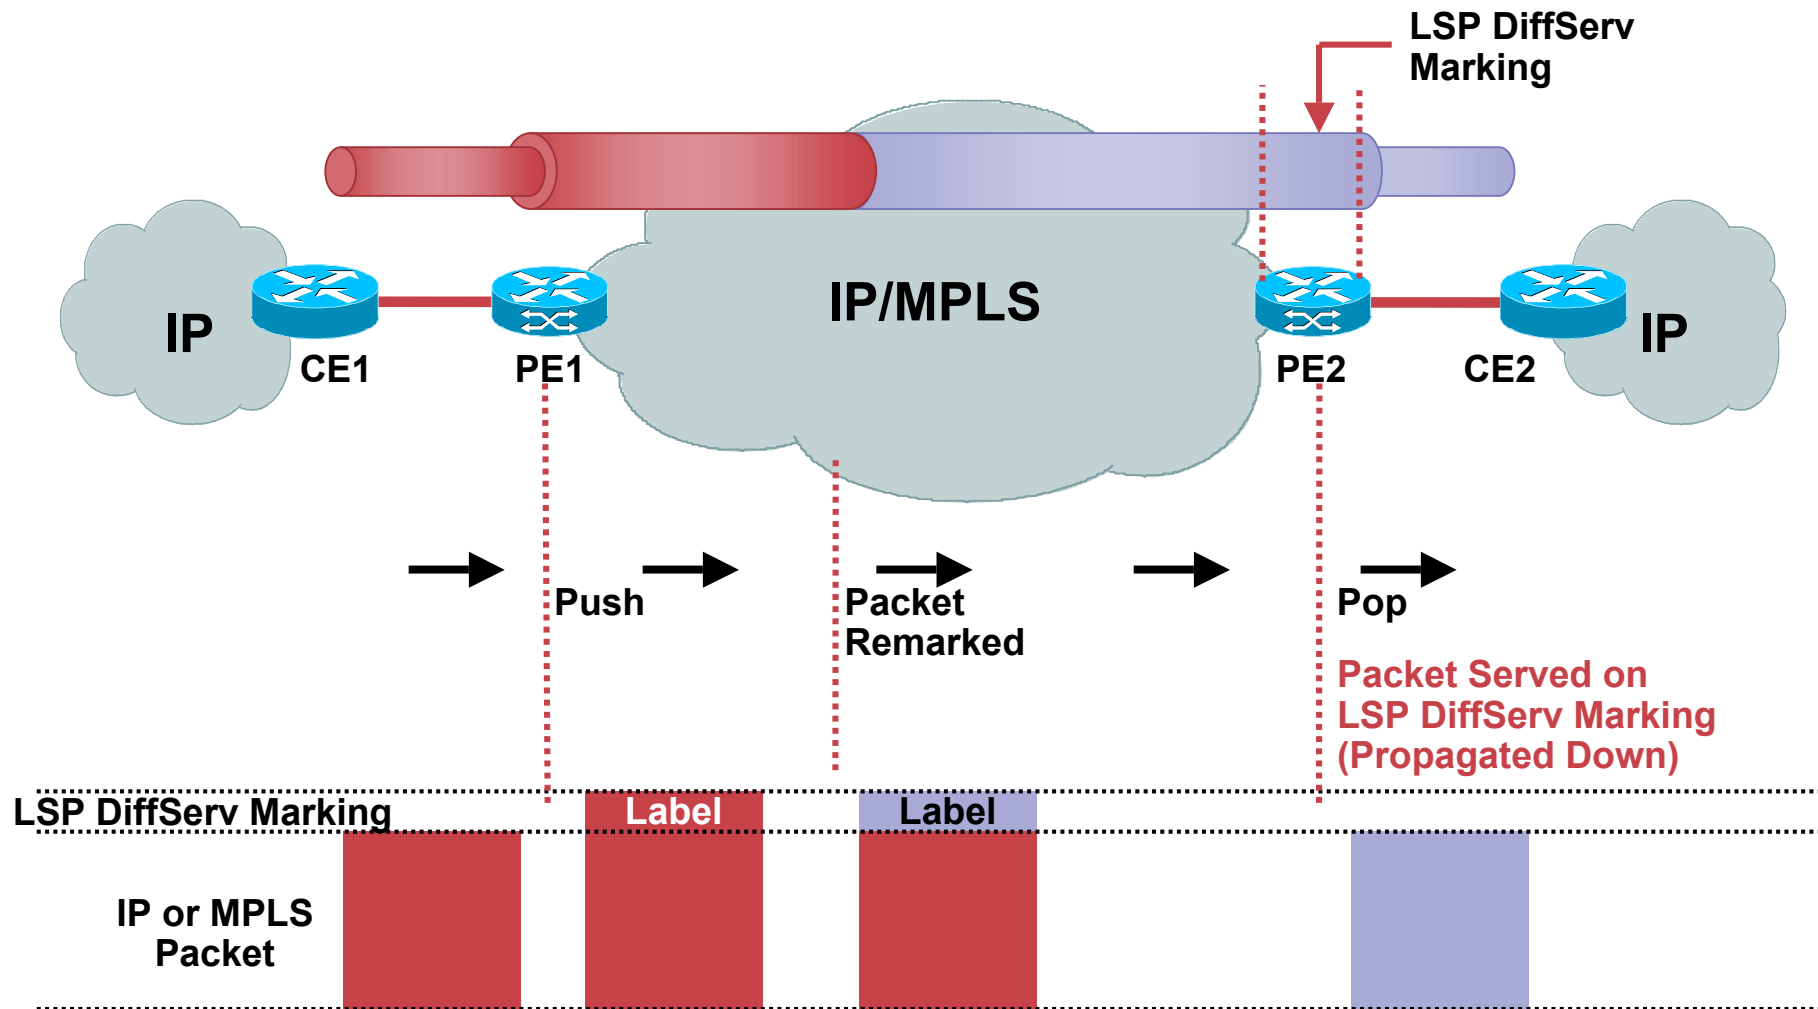 LSP DiffServ
Marking
IP
CE1
PE1
IP/MPLS
PE2
CE2
IP
Push
Packet
Remarked
Pop
Packet Served on
LSP DiffServ Marking
(Propagated Down)
LSP DiffServ Marking
Label
Label
IP or MPLS
Packet